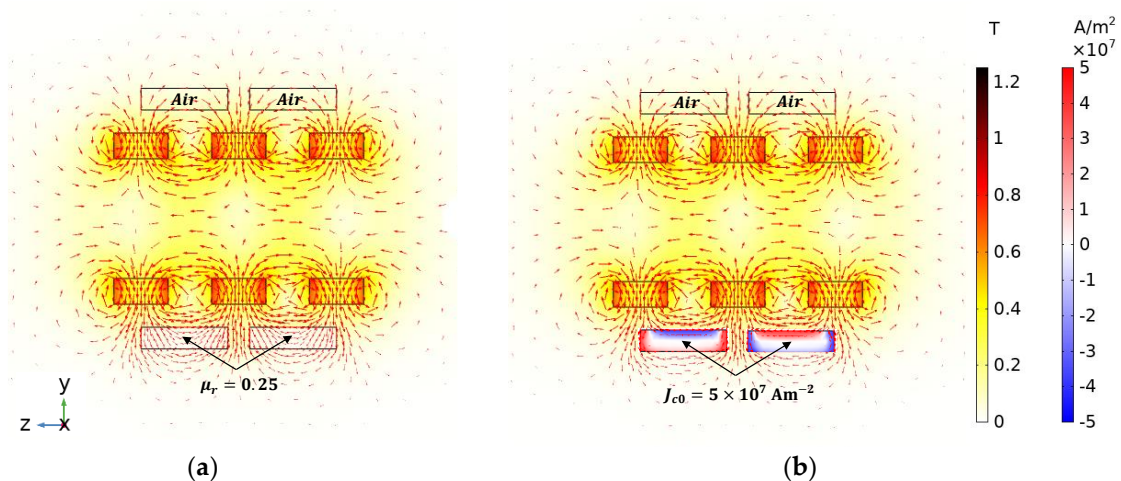 T
A/m²
×10⁷
Air Air
Air Air
1.2
1
0.8
0.6
0.4
0.2
0
5
4
3
2
1
0
-1
-2
-3
-4
-5
μr = 0.25
Jc0 = 5 × 10⁷ Am⁻²
y
z x
(a)
(b)